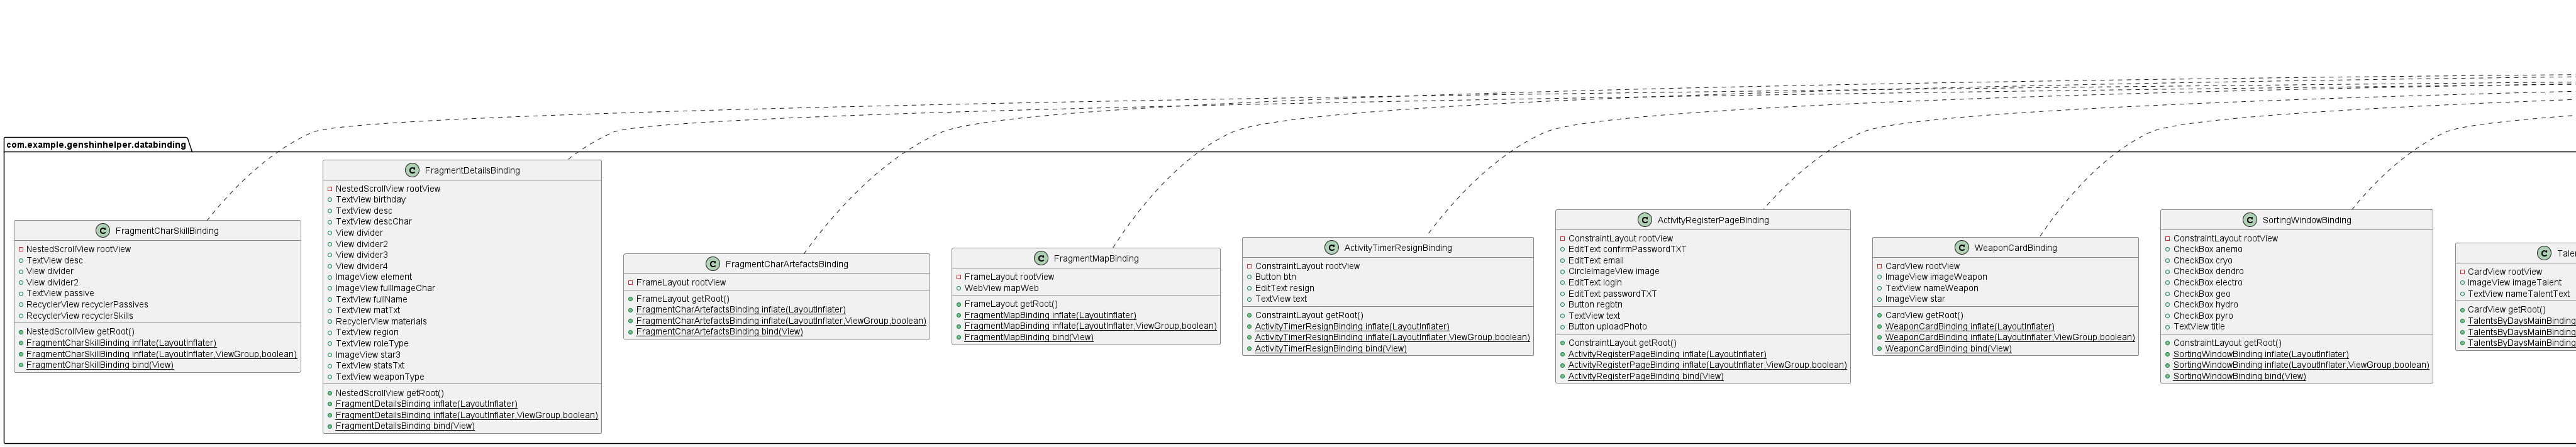 com.example.genshinhelper.databinding
C FragmentCharSkillBinding
NestedScrollView rootView
TextView desc
View divider
View divider2
TextView passive
RecyclerView recyclerPassives
RecyclerView recyclerSkills
NestedScrollView getRoot()
FragmentCharSkillBinding inflate(LayoutInflater)
FragmentCharSkillBinding inflate(LayoutInflater,ViewGroup,boolean)
FragmentCharSkillBinding bind(View)
C FragmentDetailsBinding
NestedScrollView rootView
TextView birthday
TextView desc
TextView descChar
View divider
View divider2
View divider3
View divider4
ImageView element
ImageView fullImageChar
TextView fullName
TextView matTxt
RecyclerView materials
TextView region
TextView roleType
ImageView star3
TextView statsTxt
TextView weaponType
NestedScrollView getRoot()
FragmentDetailsBinding inflate(LayoutInflater)
FragmentDetailsBinding inflate(LayoutInflater,ViewGroup,boolean)
FragmentDetailsBinding bind(View)
C FragmentCharArtefactsBinding
FrameLayout rootView
FrameLayout getRoot()
FragmentCharArtefactsBinding inflate(LayoutInflater)
FragmentCharArtefactsBinding inflate(LayoutInflater,ViewGroup,boolean)
FragmentCharArtefactsBinding bind(View)
C FragmentMapBinding
FrameLayout rootView
WebView mapWeb
FrameLayout getRoot()
FragmentMapBinding inflate(LayoutInflater)
FragmentMapBinding inflate(LayoutInflater,ViewGroup,boolean)
FragmentMapBinding bind(View)
C ActivityTimerResignBinding
ConstraintLayout rootView
Button btn
EditText resign
TextView text
ConstraintLayout getRoot()
ActivityTimerResignBinding inflate(LayoutInflater)
ActivityTimerResignBinding inflate(LayoutInflater,ViewGroup,boolean)
ActivityTimerResignBinding bind(View)
C ActivityRegisterPageBinding
ConstraintLayout rootView
EditText confirmPasswordTXT
EditText email
CircleImageView image
EditText login
EditText passwordTXT
Button regbtn
TextView text
Button uploadPhoto
ConstraintLayout getRoot()
ActivityRegisterPageBinding inflate(LayoutInflater)
ActivityRegisterPageBinding inflate(LayoutInflater,ViewGroup,boolean)
ActivityRegisterPageBinding bind(View)
C WeaponCardBinding
CardView rootView
ImageView imageWeapon
TextView nameWeapon
ImageView star
CardView getRoot()
WeaponCardBinding inflate(LayoutInflater)
WeaponCardBinding inflate(LayoutInflater,ViewGroup,boolean)
WeaponCardBinding bind(View)
C SortingWindowBinding
ConstraintLayout rootView
CheckBox anemo
CheckBox cryo
CheckBox dendro
CheckBox electro
CheckBox geo
CheckBox hydro
CheckBox pyro
TextView title
ConstraintLayout getRoot()
SortingWindowBinding inflate(LayoutInflater)
SortingWindowBinding inflate(LayoutInflater,ViewGroup,boolean)
SortingWindowBinding bind(View)
C Talen
CardView rootView
ImageView imageTalent
TextView nameTalentText
CardView getRoot()
TalentsByDaysMainBinding
TalentsByDaysMainBinding
TalentsByDaysMainBinding